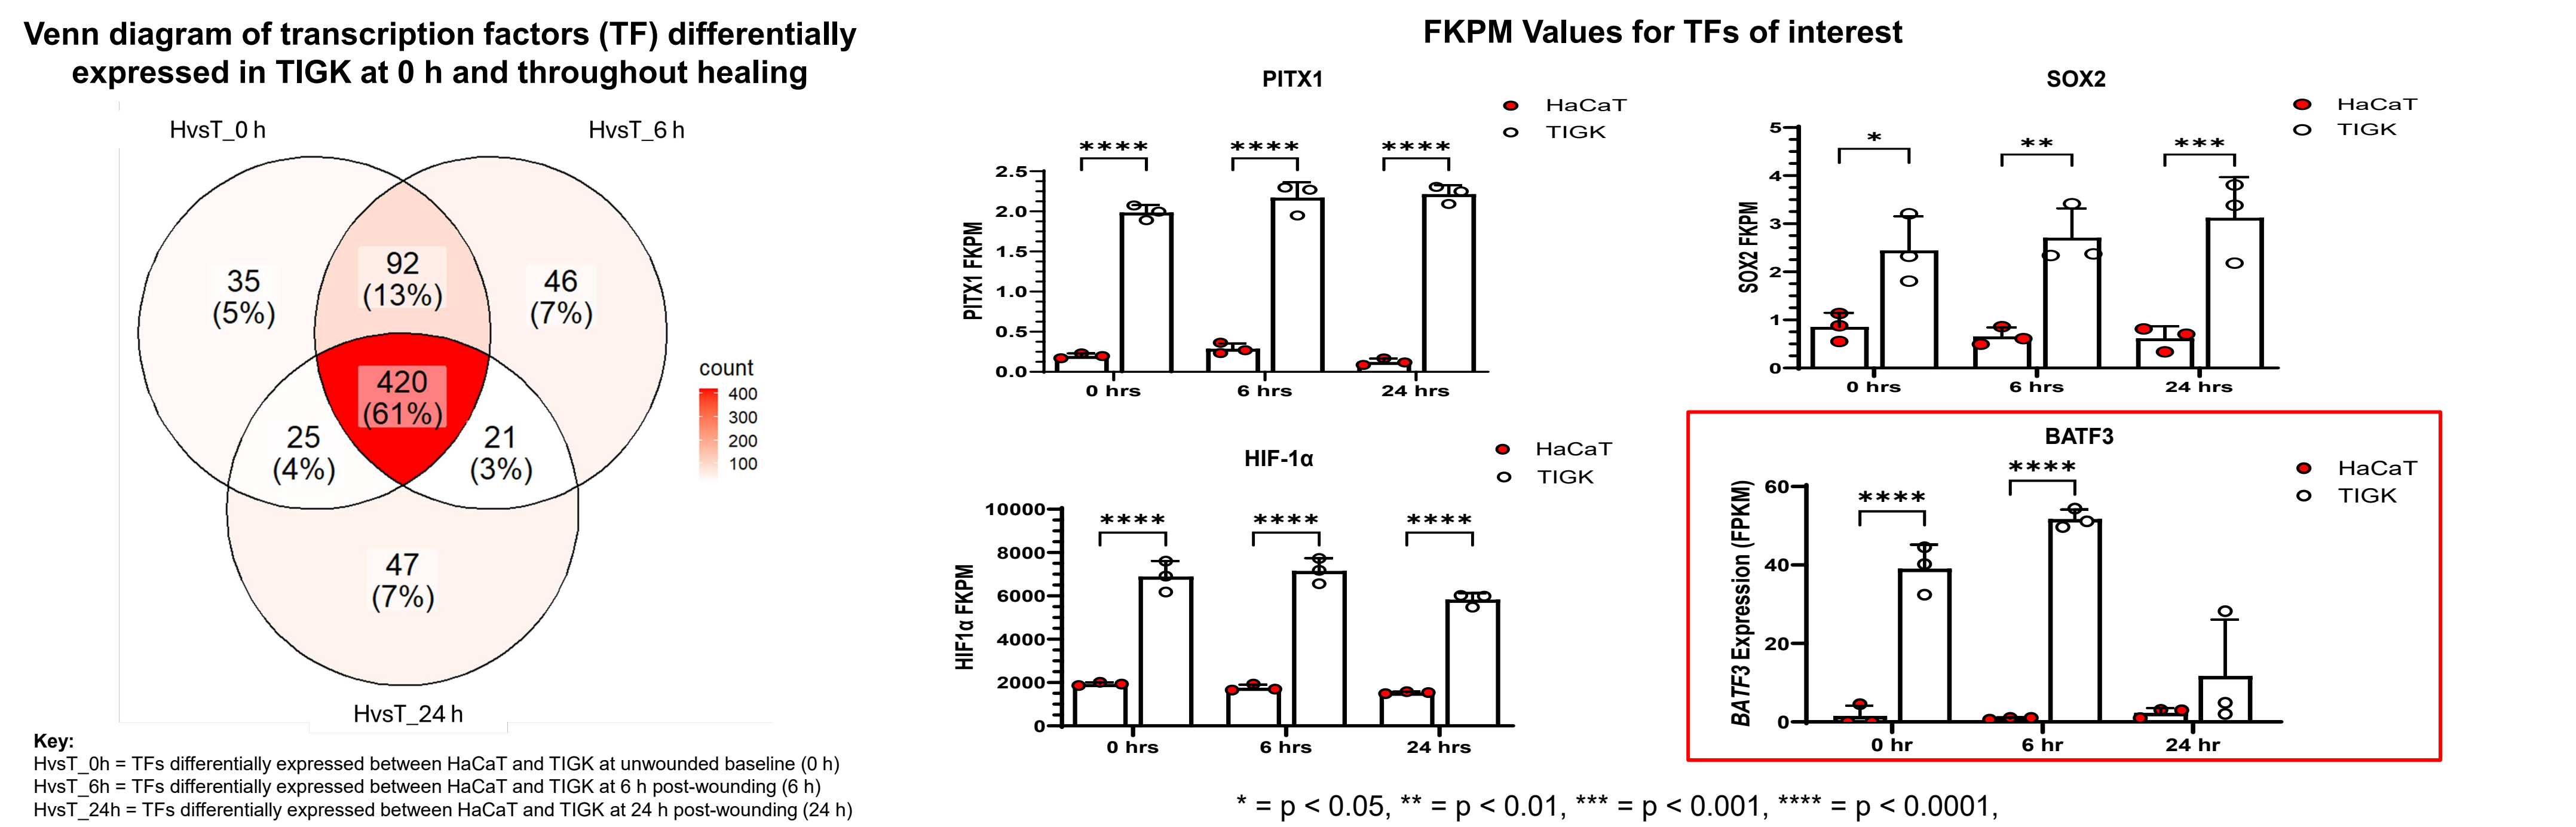 Venn diagram of transcription factors (TF) differentially
expressed in TIGK at 0 h and throughout healing
HvsT_0 h
HvsT_6 h
35
(5%)
92
(13%)
46
(7%)
420
(61%)
25
(4%)
21
(3%)
47
(7%)
HvsT_24 h
count
400
300
200
100
Key:
HvsT_0h = TFs differentially expressed between HaCaT and TIGK at unwounded baseline (0 h)
HvsT_6h = TFs differentially expressed between HaCaT and TIGK at 6 h post-wounding (6 h)
HvsT_24h = TFs differentially expressed between HaCaT and TIGK at 24 h post-wounding (24 h)
FKPM Values for TFs of interest
PITX1
HaCaT
TIGK
**** **** ****
PITX1 FKPM
2.5
2.0
1.5
1.0
0.5
0.0
0 hrs 6 hrs 24 hrs
SOX2
HaCaT
TIGK
* ** ***
SOX2 FKPM
5
4
3
2
1
0
0 hrs 6 hrs 24 hrs
HIF-1α
HaCaT
TIGK
**** **** ****
HIF1α FKPM
10000
8000
6000
4000
2000
0
0 hrs 6 hrs 24 hrs
BATF3
HaCaT
TIGK
**** ****
BATF3 Expression (FPKM)
60
40
20
0
0 hr 6 hr 24 hr
* = p < 0.05, ** = p < 0.01, *** = p < 0.001, **** = p < 0.0001,